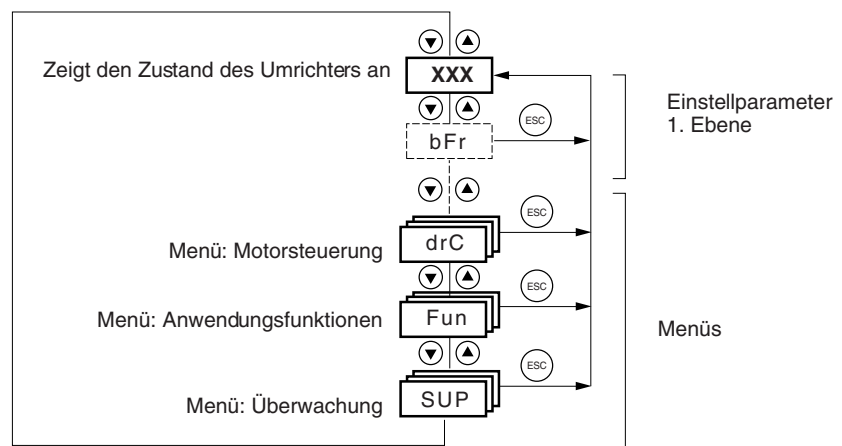 Zeigt den Zustand des Umrichters an
XXX
bFr
ESC
Einstellparameter
1. Ebene
ESC
Menü: Motorsteuerung
drC
ESC
Menü: Anwendungsfunktionen
Fun
Menüs
ESC
Menü: Überwachung
SUP